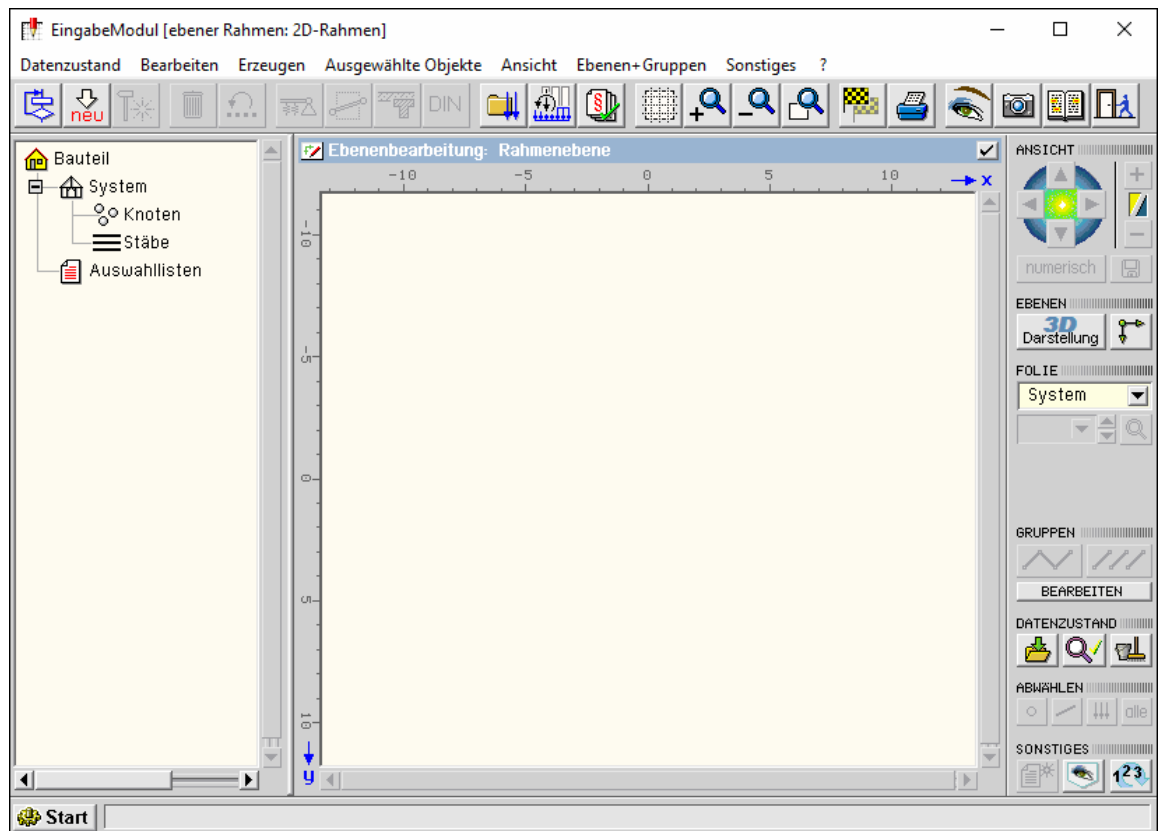 EingabeModul [ebener Rahmen: 2D-Rahmen]
Datenzustand Bearbeiten Erzeugen Ausgewählte Objekte Ansicht Ebenen+Gruppen Sonstiges ?
neu DIN §
Bauteil
System
Knoten
Stäbe
Auswahllisten
Ebenenbearbeitung: Rahmenebene
-10 -5 0 5 10 x
-10
-5
0
5
10
y
ANSICHT
numerisch
EBENEN
3D
Darstellung
FOLIE
System
GRUPPEN
BEARBEITEN
DATENZUSTAND
ABWÄHLEN
alle
SONSTIGES
123
Start